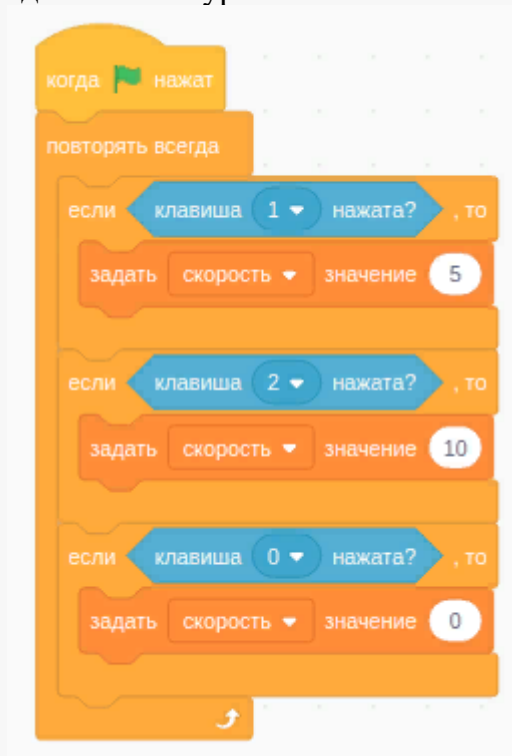 когда нажат
повторять всегда
если клавиша 1 нажата? , то
задать скорость значение 5
если клавиша 2 нажата? , то
задать скорость значение 10
если клавиша 0 нажата? , то
задать скорость значение 0